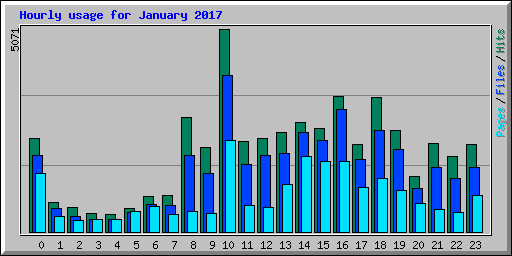 Hourly usage for January 2017
5071
Pages/Files/Hits
0 1 2 3 4 5 6 7 8 9 10 11 12 13 14 15 16 17 18 19 20 21 22 23